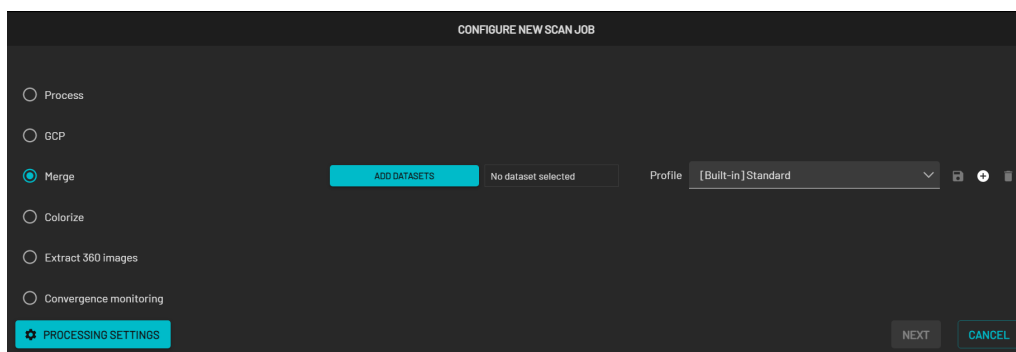 CONFIGURE NEW SCAN JOB
Process
GCP
Merge
ADD DATASETS
No dataset selected
Profile
[Built-in] Standard
Colorize
Extract 360 images
Convergence monitoring
PROCESSING SETTINGS
NEXT
CANCEL